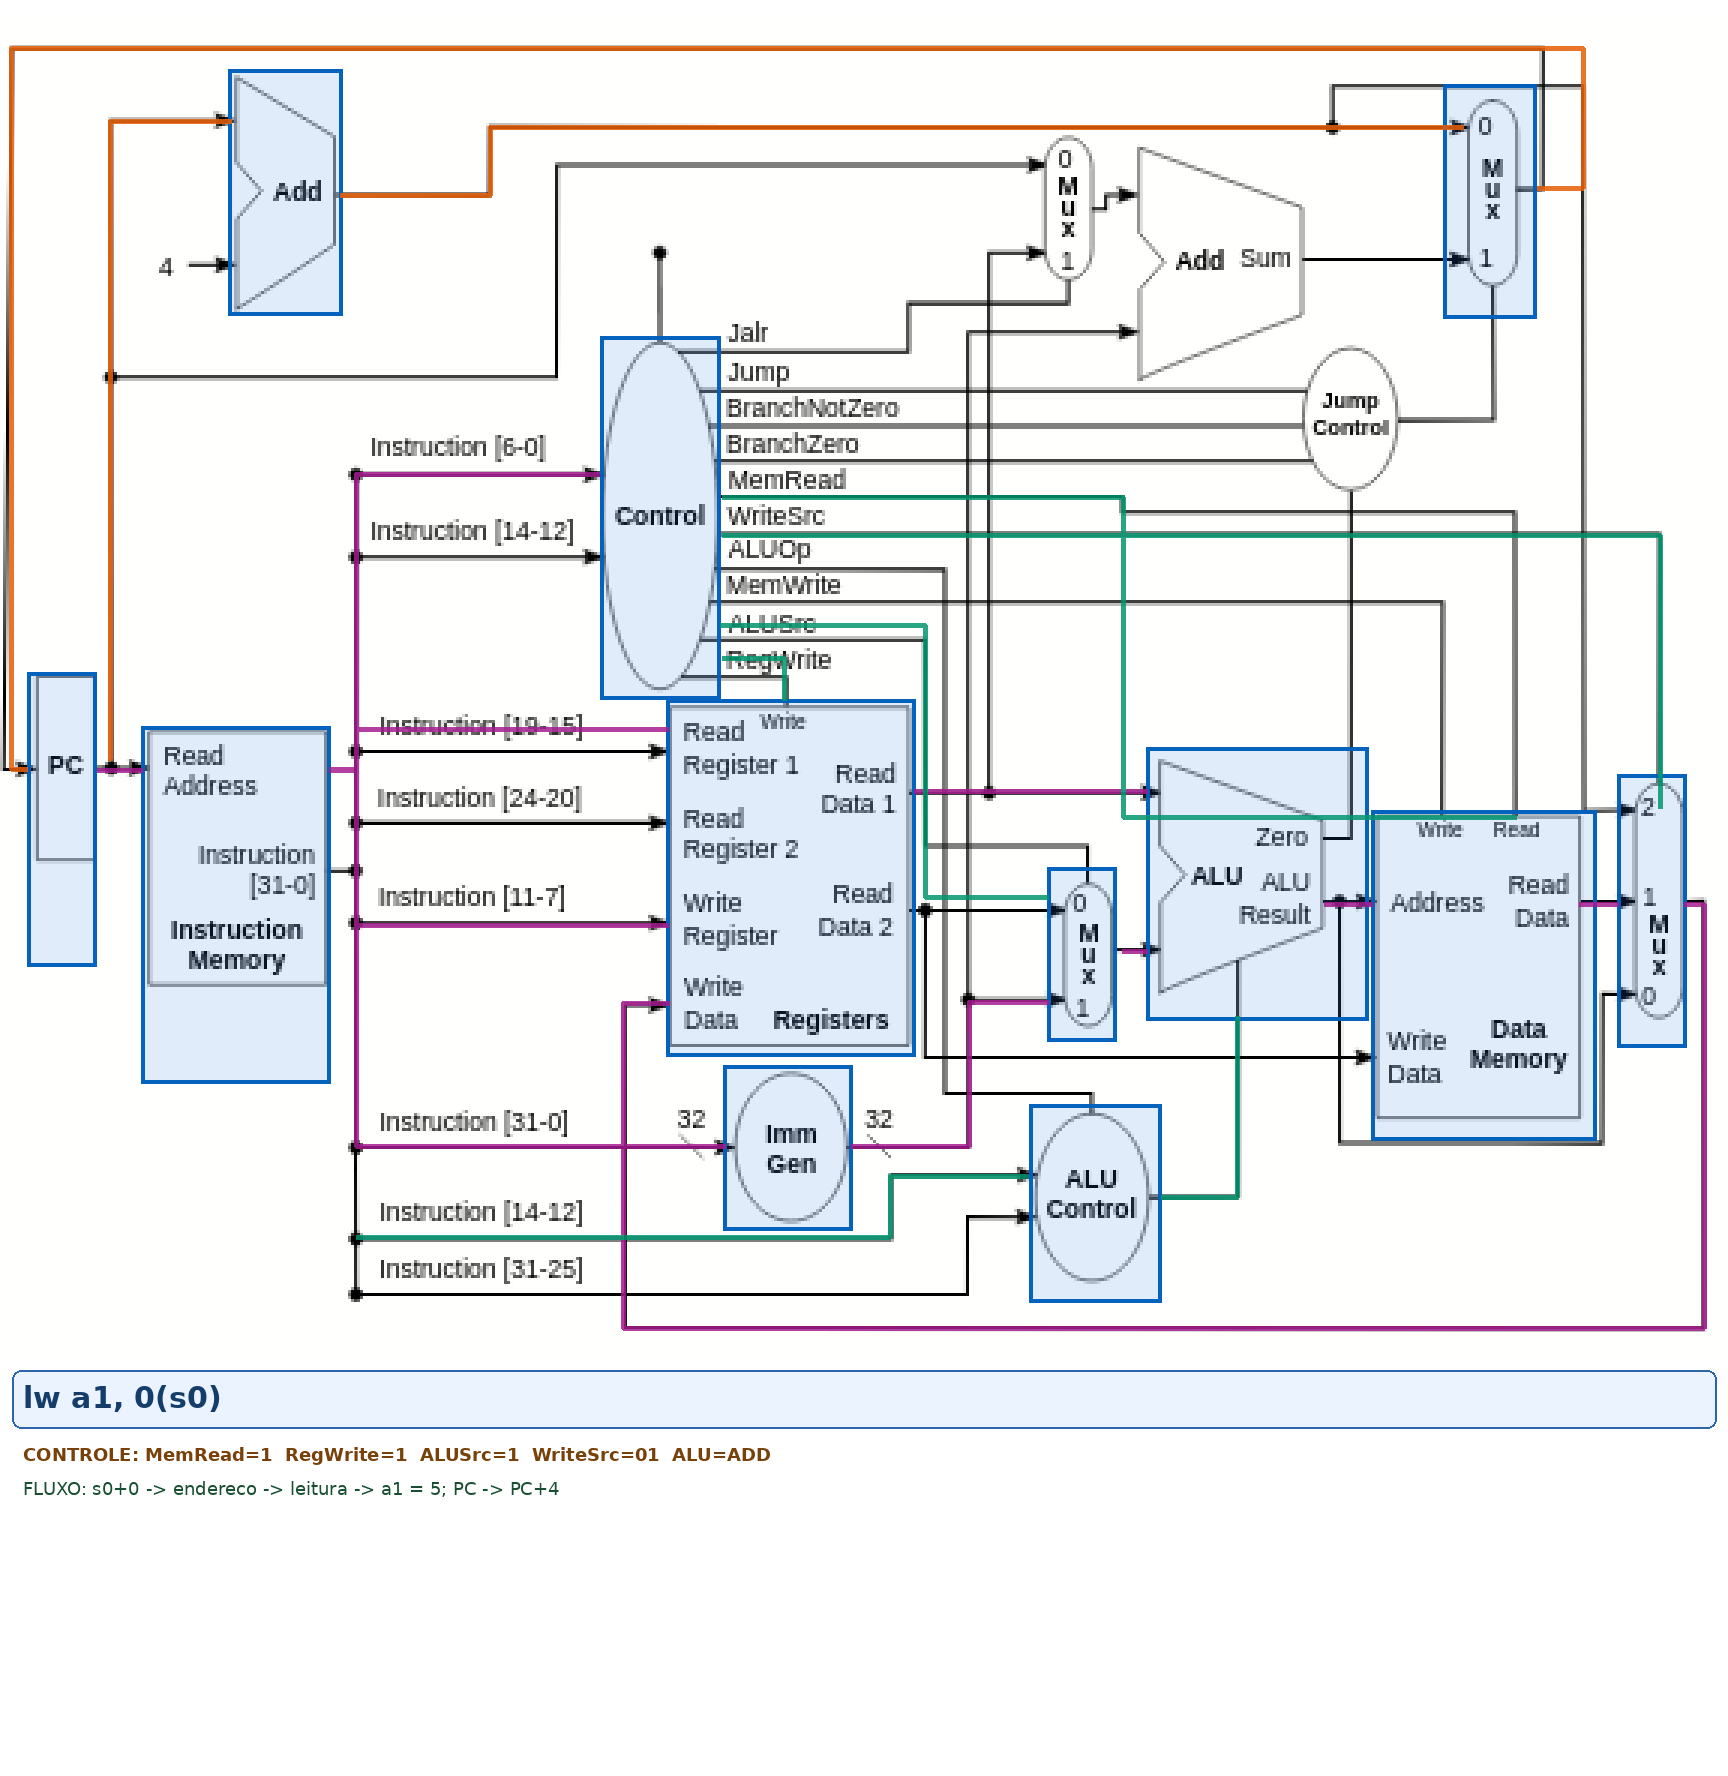 0
Mux
1
0
Mux
1
Add
4
Add Sum
Jalr
Jump
BranchNotZero
BranchZero
MemRead
WriteSrc
ALUOp
MemWrite
ALUSrc
RegWrite
Jump
Control
Instruction [6-0]
Instruction [14-12]
Control
Instruction [19-15]
Instruction [24-20]
Instruction [11-7]
PC
Read
Address
Instruction
[31-0]
Instruction
Memory
Write
Read
Register 1
Read
Data 1
Read
Register 2
Write
Register
Read
Data 2
Write
Data
Registers
0
Mux
1
Zero
ALU
ALU
Result
Write Read
Address
Read
Data
Write
Data
Data
Memory
2
1
Mux
0
Instruction [31-0]
32
Imm
Gen
32
Instruction [14-12]
Instruction [31-25]
ALU
Control
lw a1, 0(s0)
CONTROLE: MemRead=1 RegWrite=1 ALUSrc=1 WriteSrc=01 ALU=ADD
FLUXO: s0+0 -> endereco -> leitura -> a1 = 5; PC -> PC+4